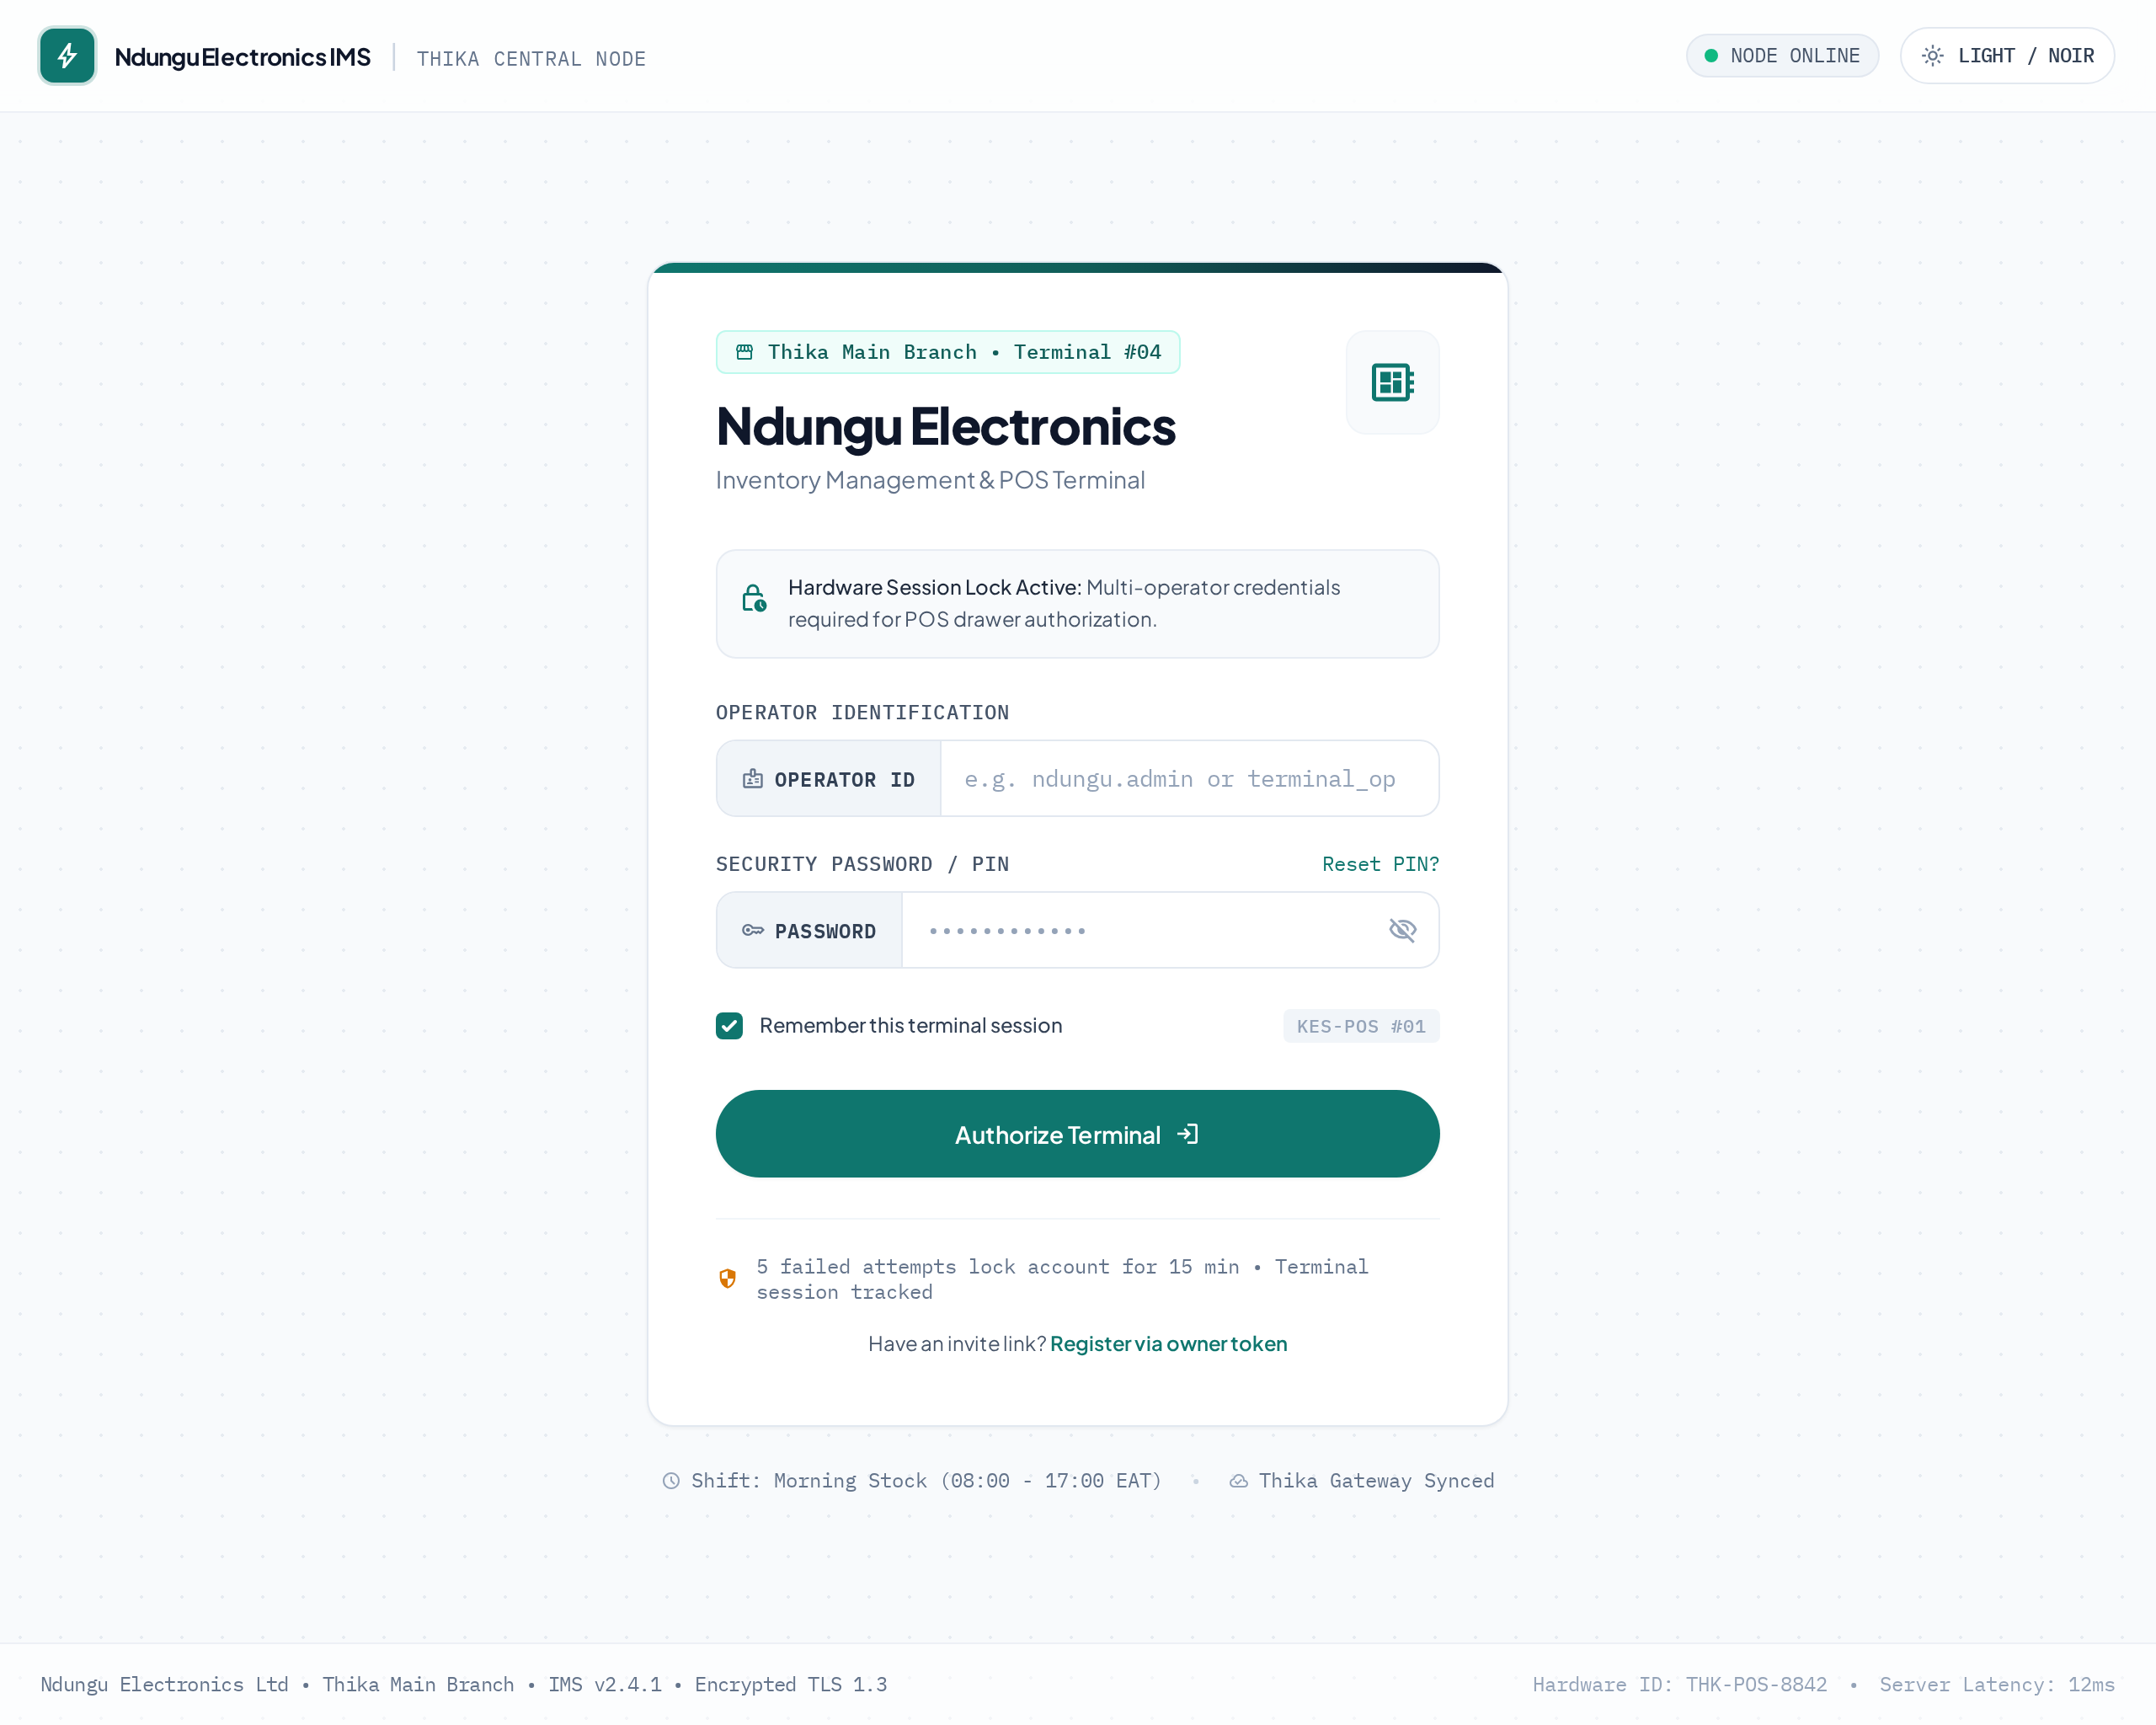 Ndungu Electronics IMS
THIKA CENTRAL NODE
NODE ONLINE
LIGHT / NOIR
Thika Main Branch • Terminal #04
Ndungu Electronics
Inventory Management & POS Terminal
Hardware Session Lock Active: Multi-operator credentials
required for POS drawer authorization.
OPERATOR IDENTIFICATION
OPERATOR ID
e.g. ndungu.admin or terminal_op
SECURITY PASSWORD / PIN
Reset PIN?
PASSWORD
••••••••••••
Remember this terminal session
KES-POS #01
Authorize Terminal
5 failed attempts lock account for 15 min • Terminal
session tracked
Have an invite link? Register via owner token
Shift: Morning Stock (08:00 - 17:00 EAT) • Thika Gateway Synced
Ndungu Electronics Ltd • Thika Main Branch • IMS v2.4.1 • Encrypted TLS 1.3
Hardware ID: THK-POS-8842 • Server Latency: 12ms